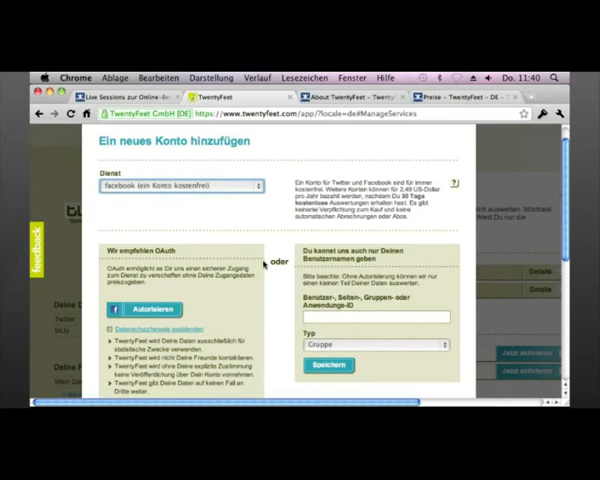 Chrome Ablage Bearbeiten Darstellung Verlauf Lesezeichen Fenster Hilfe Do. 11:40
Live Sessions zur Online-Be TwentyFeet About TwentyFeet – Twenty Preise – TwentyFeet – DE – T
TwentyFeet GmbH [DE] https://www.twentyfeet.com/app/?locale=de#ManageServices
Ein neues Konto hinzufügen
Dienst
facebook (ein Konto kostenfrei)
Ein Konto für Twitter und Facebook sind für immer
kostenfrei. Weitere Konten können für 2,49 US-Dollar
pro Jahr bezahlt werden, nachdem Du 30 Tage
kostenlose Auswertungen erhalten hast. Es gibt
keinerlei Verpflichtung zum Kauf und keine
automatischen Abrechnungen oder Abos.
?
feedback
Wir empfehlen OAuth
OAuth ermöglicht es Dir uns einen sicheren Zugang
zum Dienst zu verschaffen ohne Deine Zugangsdaten
preiszugeben.
Autorisieren
Datenschutzhinweis ausblenden
TwentyFeet wird Deine Daten ausschließlich für
statistische Zwecke verwenden.
TwentyFeet wird nicht Deine Freunde kontaktieren.
TwentyFeet wird ohne Deine explizite Zustimmung
keine Veröffentlichung über Dein Konto vornehmen.
TwentyFeet gibt Deine Daten auf keinen Fall an
Dritte weiter.
oder
Du kannst uns auch nur Deinen
Benutzernamen geben
Bitte beachte: Ohne Autorisierung können wir nur
einen kleinen Teil Deiner Daten auswerten.
Benutzer-, Seiten-, Gruppen- oder
Anwendungs-ID
Typ
Gruppe
Speichern
auswerten. Möchtest
st Du nur die
Details
Details
Jetzt aktivieren
Jetzt aktivieren
Deine D
Twitter
bit.ly
Deine F
Mein Dat